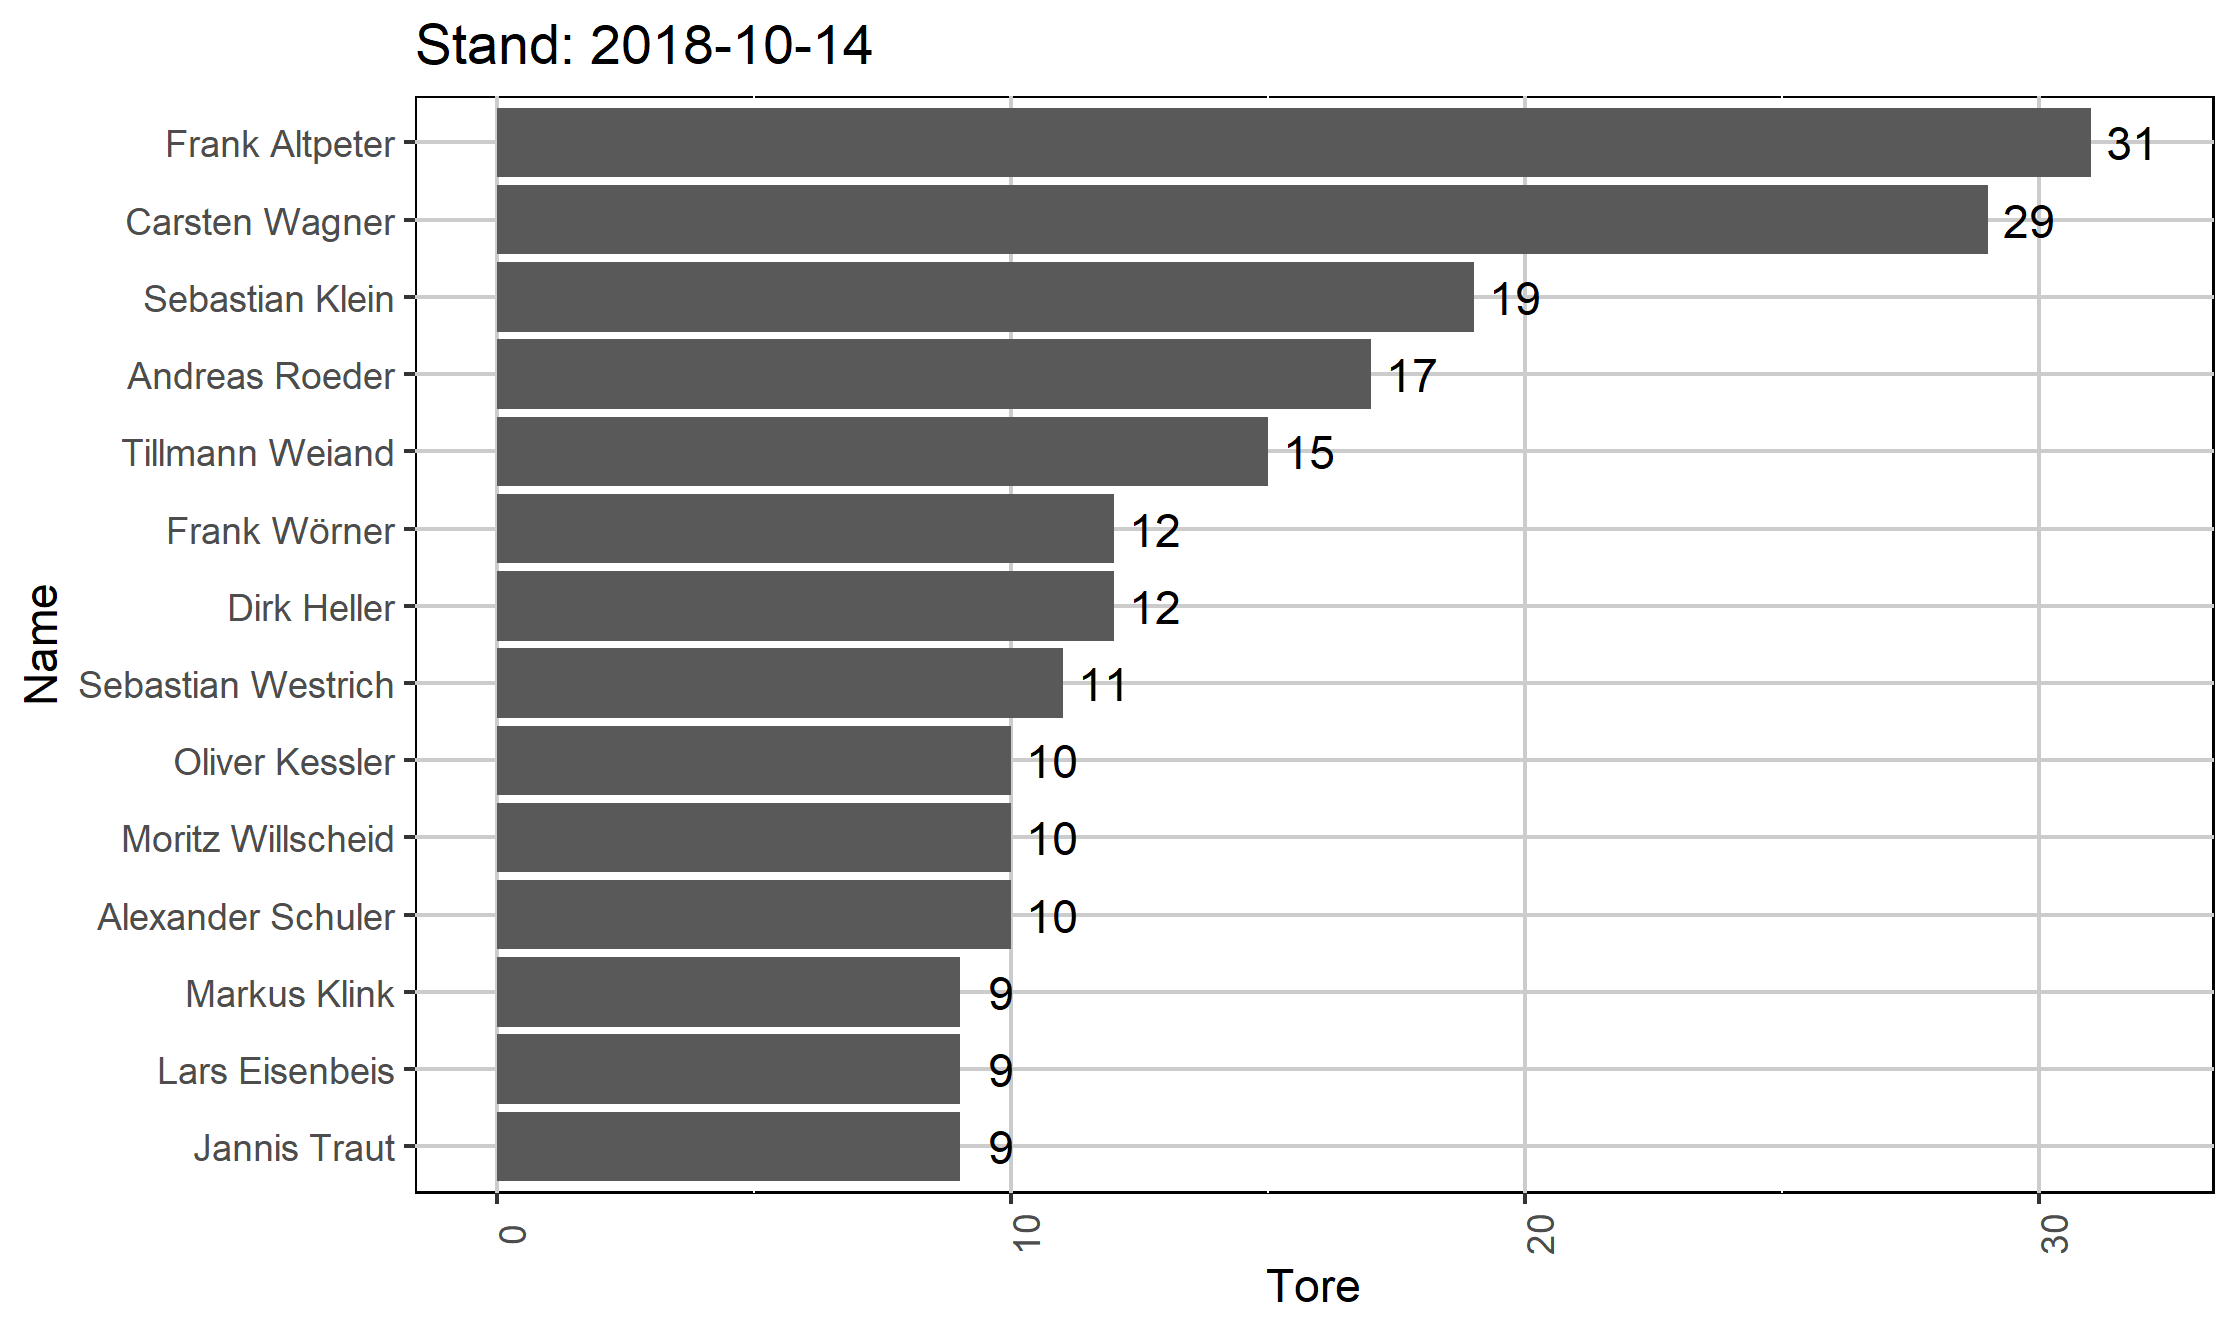 Stand: 2018-10-14
Frank Altpeter 31
Carsten Wagner 29
Sebastian Klein 19
Andreas Roeder 17
Tillmann Weiand 15
Frank Wörner 12
Dirk Heller 12
Sebastian Westrich 11
Oliver Kessler 10
Moritz Willscheid 10
Alexander Schuler 10
Markus Klink 9
Lars Eisenbeis 9
Jannis Traut 9
Name
0 10 20 30
Tore